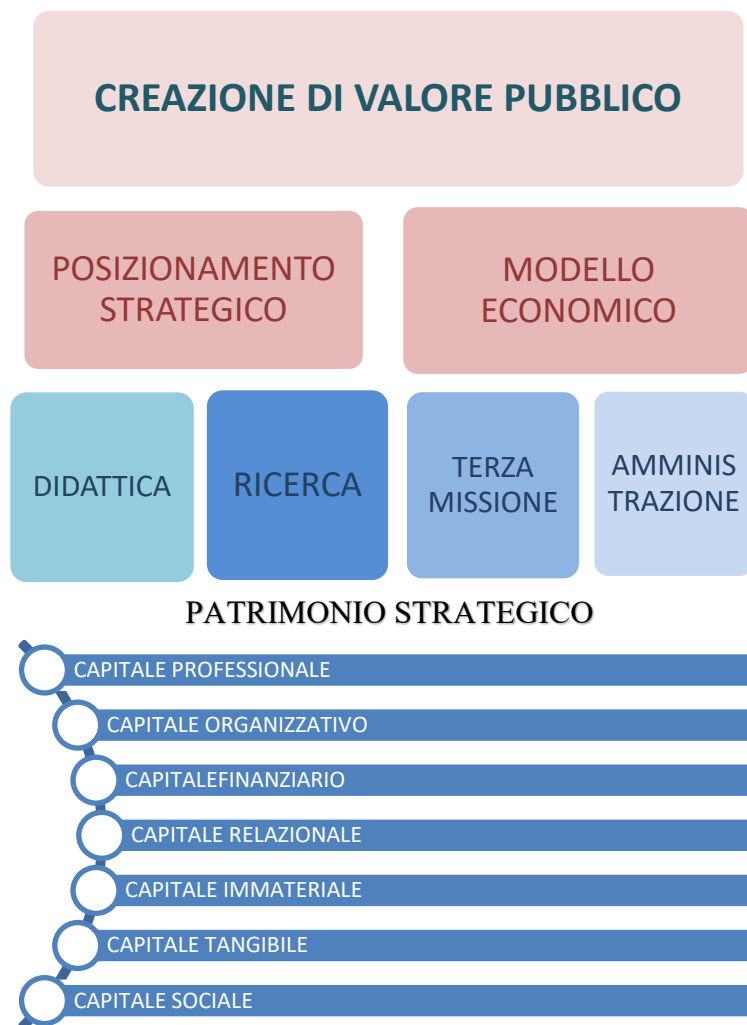 CREAZIONE DI VALORE PUBBLICO
POSIZIONAMENTO
STRATEGICO
MODELLO
ECONOMICO
DIDATTICA
RICERCA
TERZA
MISSIONE
AMMINIS
TRAZIONE
PATRIMONIO STRATEGICO
CAPITALE PROFESSIONALE
CAPITALE ORGANIZZATIVO
CAPITALEFINANZIARIO
CAPITALE RELAZIONALE
CAPITALE IMMATERIALE
CAPITALE TANGIBILE
CAPITALE SOCIALE